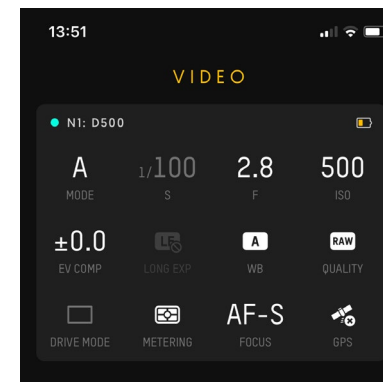 13:51
VIDEO
N1: D500
A 1/100 2.8 500
MODE S F ISO
±0.0 LE A RAW
EV COMP LONG EXP WB QUALITY
AF-S
DRIVE MODE METERING FOCUS GPS